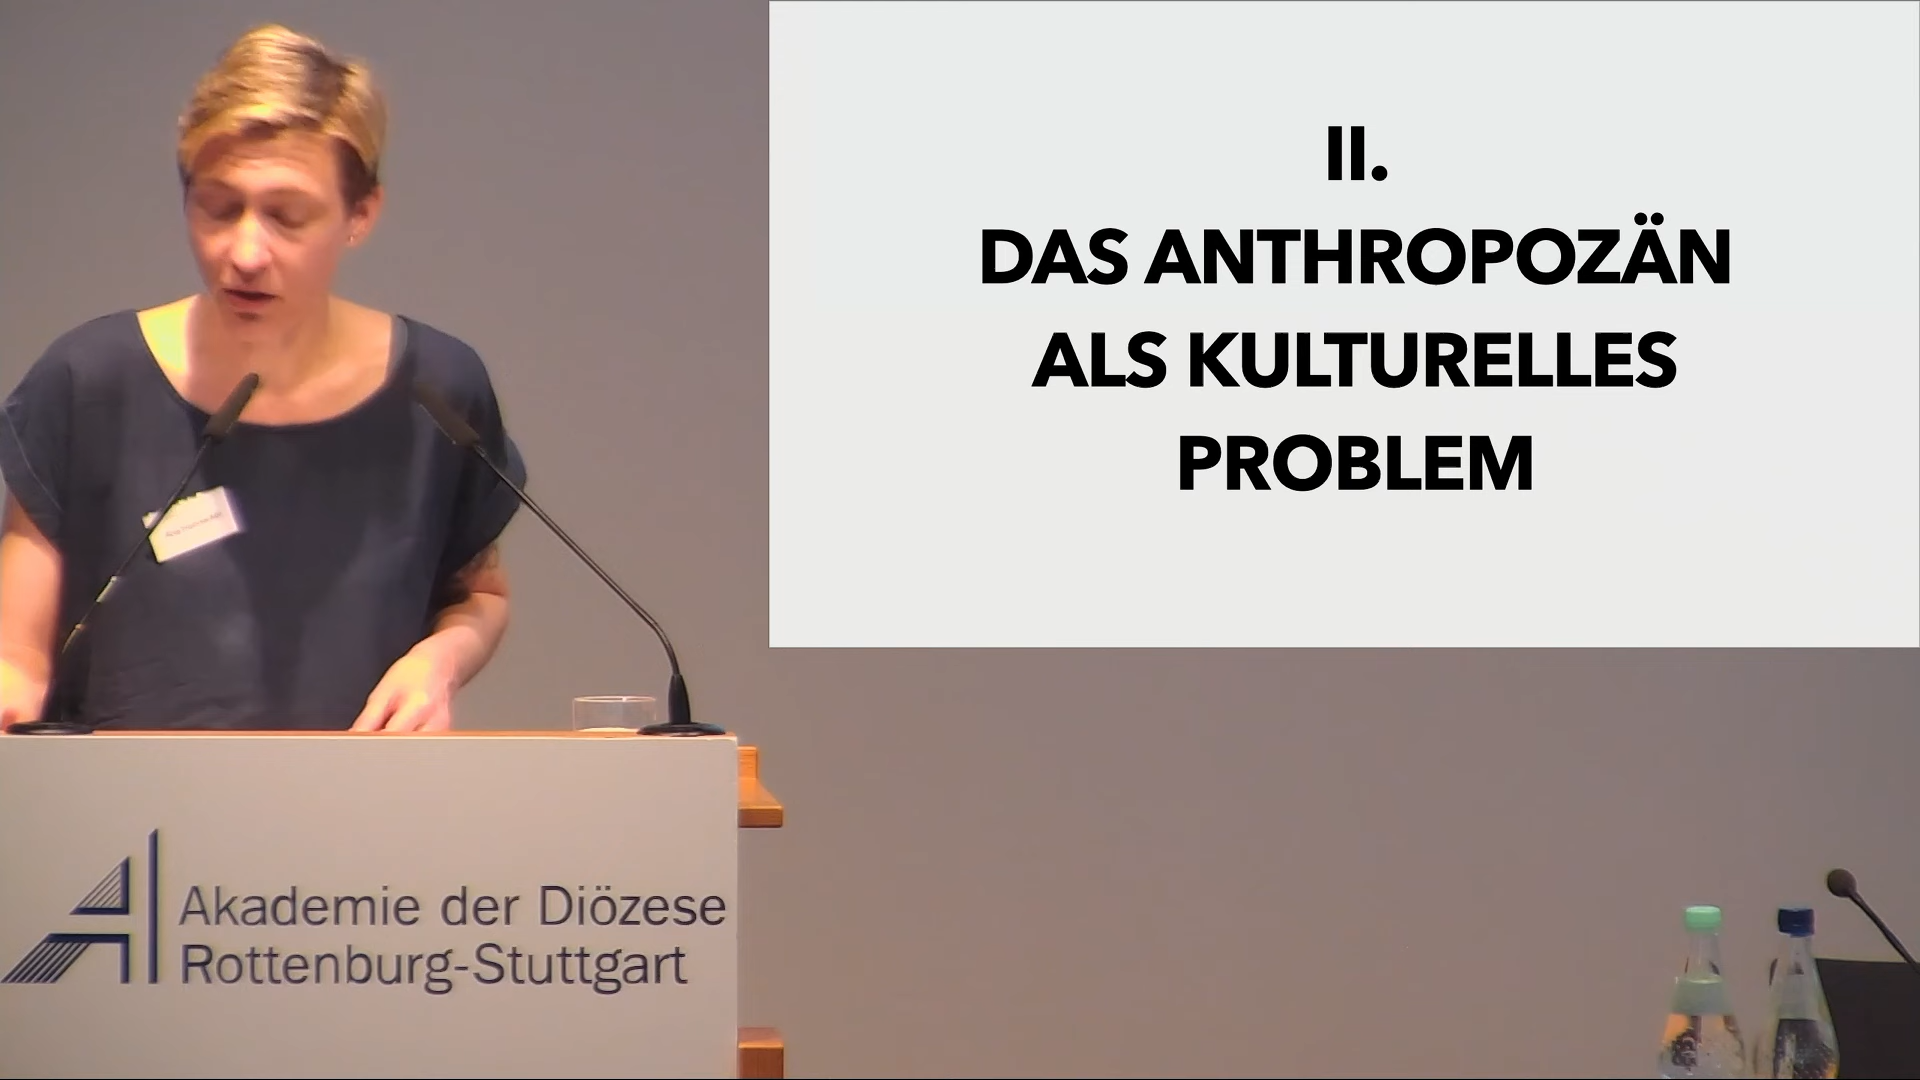 II.
DAS ANTHROPOZÄN
ALS KULTURELLES
PROBLEM
Akademie der Diözese
Rottenburg-Stuttgart